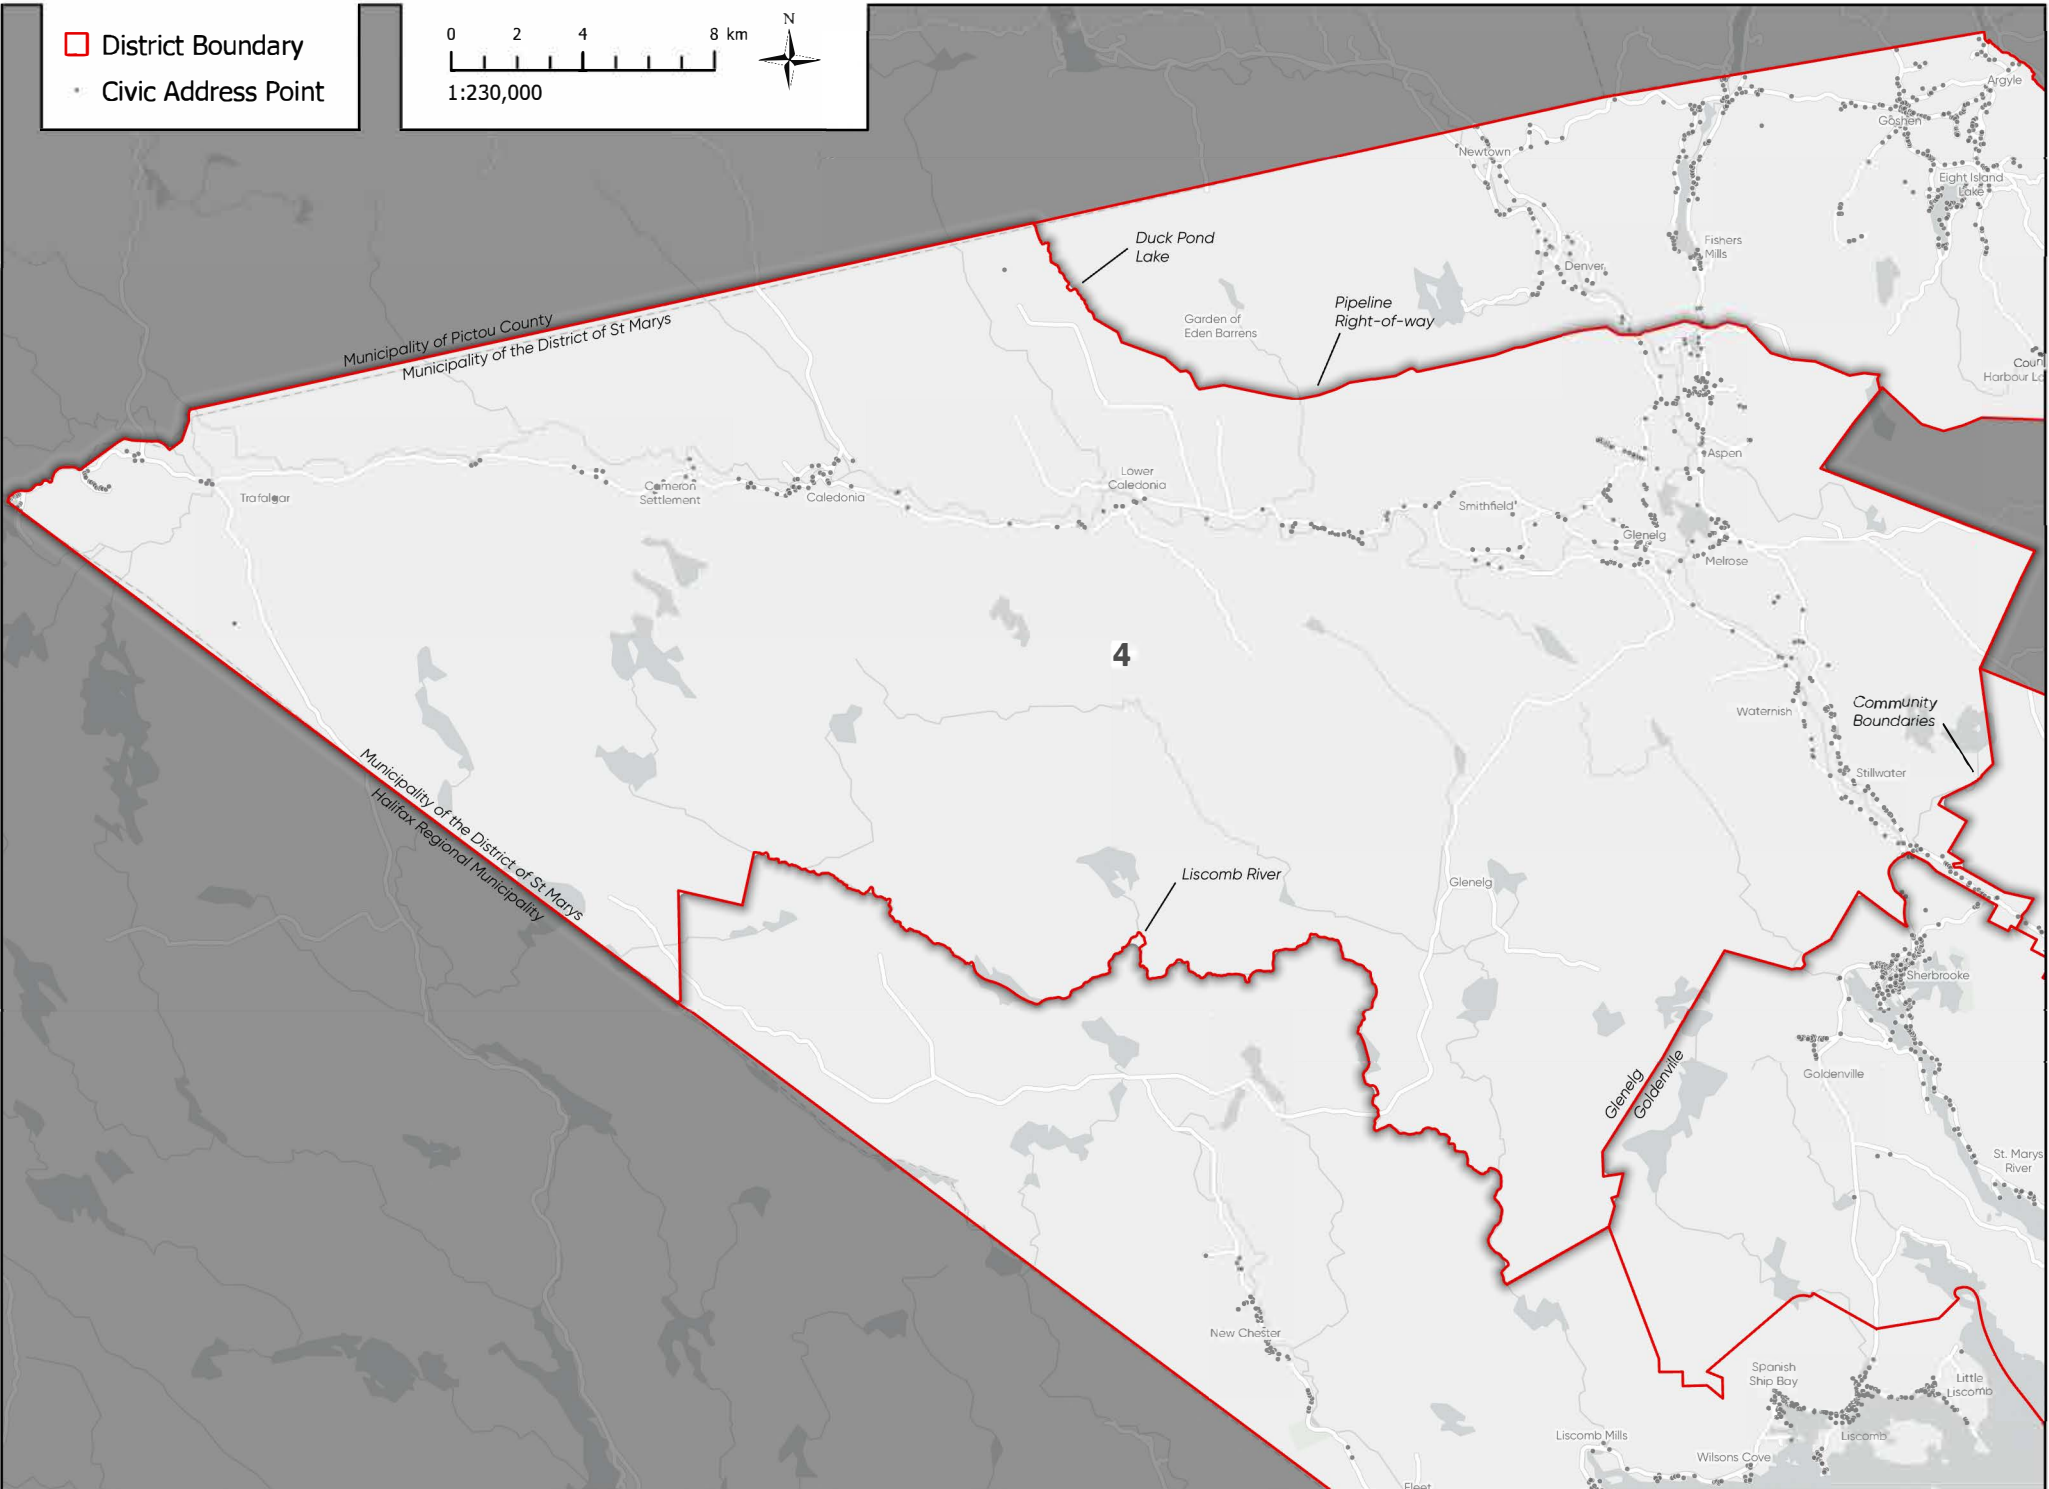 District Boundary
Civic Address Point
0 2 4 8 km
1:230,000
N
Argyle
Goshen
Newtown
Eight Island
Lake
Duck Pond
Lake
Fishers
Mills
Denver
Pipeline
Right-of-way
Garden of
Eden Barrens
Municipality of Pictou County
Municipality of the District of St Marys
Harbour
Aspen
Trafalgar
Cameron
Settlement
Caledonia
Lower
Caledonia
Smithfield
Glenelg
Melrose
4
Community
Boundaries
Waternish
Stillwater
Municipality of the District of St Marys
Halifax Regional Municipality
Liscomb River
Glenelg
Sherbrooke
Glenelg
Goldenville
Goldenville
St. Marys
River
New Chester
Spanish
Ship Bay
Little
Liscomb
Liscomb Mills
Liscomb
Wilsons Cove
Fleet